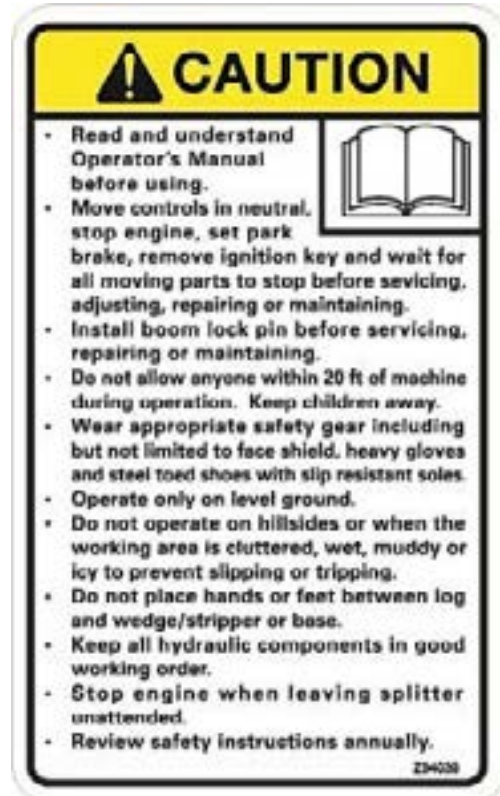 CAUTION
· Read and understand
Operator's Manual
before using.
· Move controls in neutral,
stop engine, set park
brake, remove ignition key and wait for
all moving parts to stop before sevicing,
adjusting, repairing or maintaining.
· Install boom lock pin before servicing,
repairing or maintaining.
· Do not allow anyone within 20 ft of machine
during operation. Keep children away.
· Wear appropriate safety gear including
but not limited to face shield, heavy gloves
and steel toed shoes with slip resistant soles.
· Operate only on level ground.
· Do not operate on hillsides or when the
working area is cluttered, wet, muddy or
icy to prevent slipping or tripping.
· Do not place hands or feet between log
and wedge/stripper or base.
· Keep all hydraulic components in good
working order.
· Stop engine when leaving splitter
unattended.
· Review safety instructions annually.